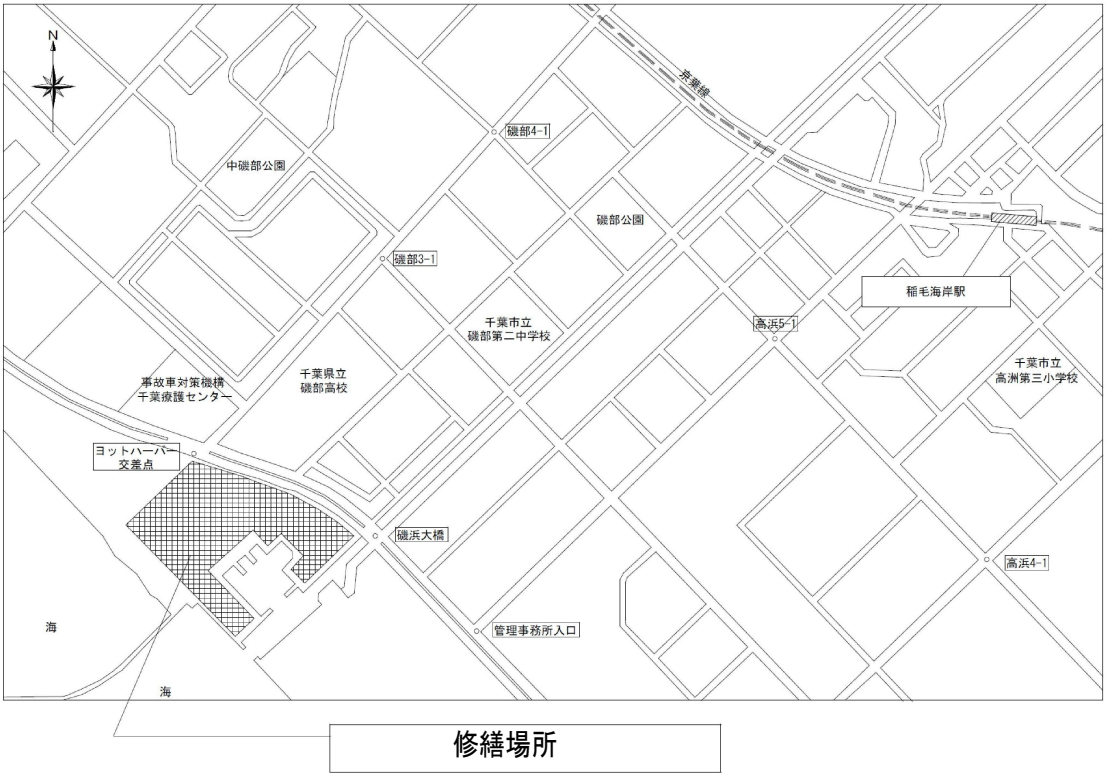 N
京葉線
磯部4-1
中磯部公園
磯部公園
磯部3-1
稲毛海岸駅
千葉市立
磯部第二中学校
高浜5-1
千葉県立
磯部高校
千葉市立
高洲第三小学校
事故車対策機構
千葉療護センター
ヨットハーバー
交差点
磯浜大橋
高浜4-1
管理事務所入口
海
海
修繕場所